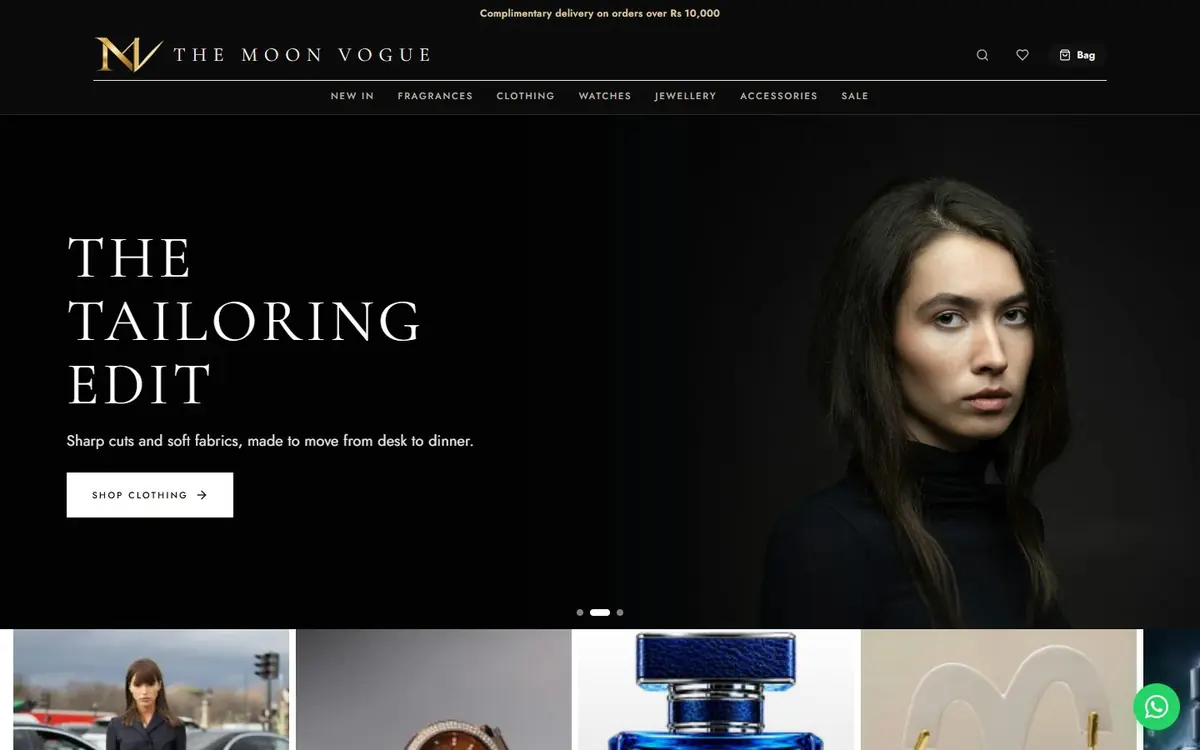 Complimentary delivery on orders over Rs 10,000
THE MOON VOGUE
Bag
NEW IN FRAGRANCES CLOTHING WATCHES JEWELLERY ACCESSORIES SALE
THE
TAILORING
EDIT
Sharp cuts and soft fabrics, made to move from desk to dinner.
SHOP CLOTHING